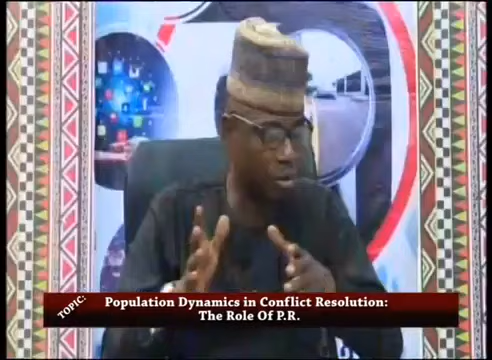 TOPIC:
Population Dynamics in Conflict Resolution:
The Role Of P.R.